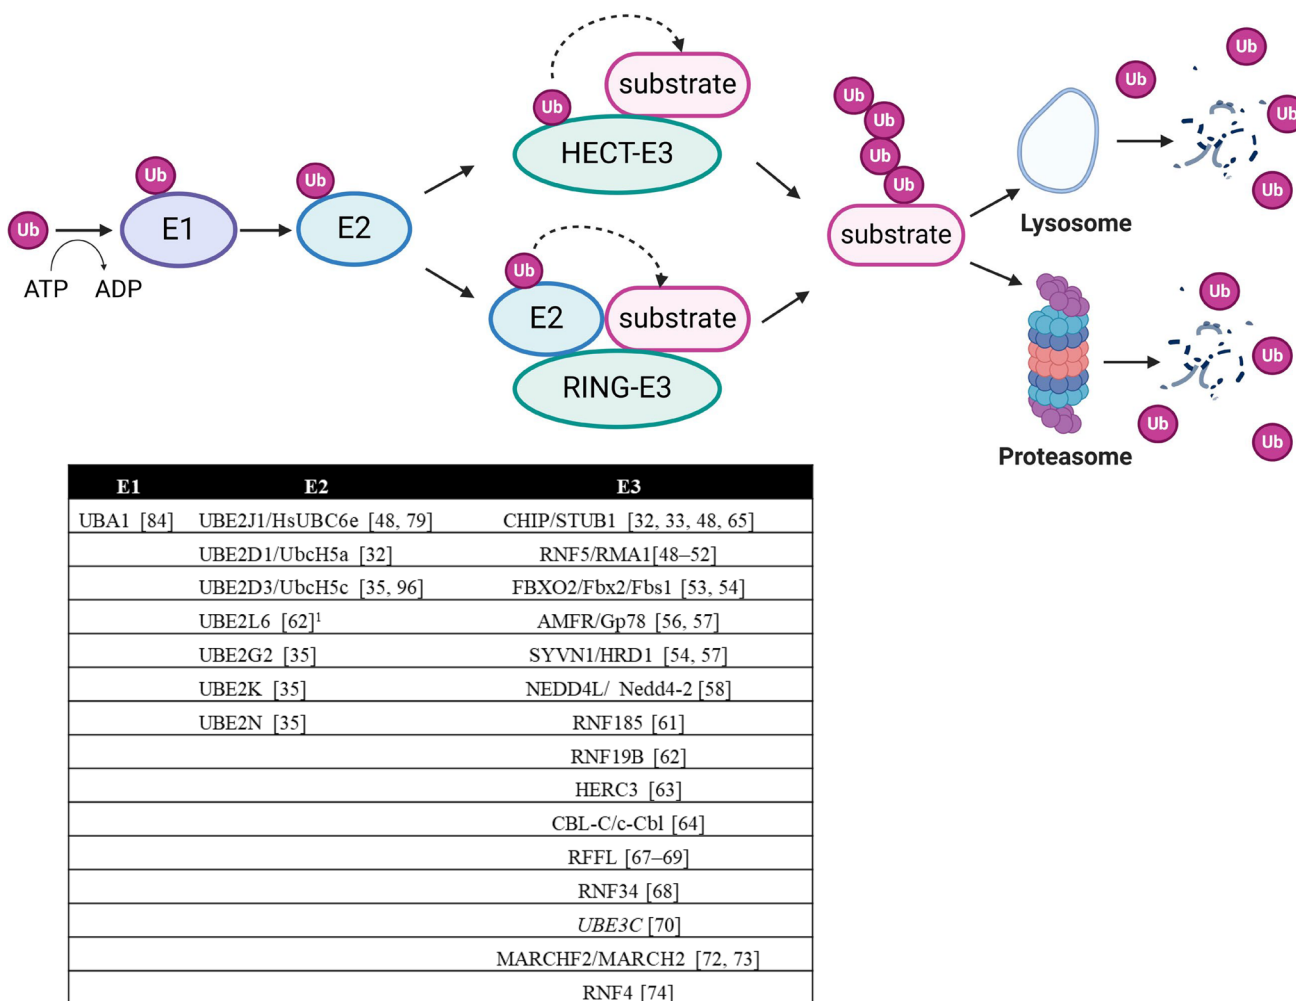 Ub
ATP
ADP
Ub
E1
Ub
E2
Ub
substrate
HECT-E3
Ub
E2
substrate
RING-E3
Ub
Ub
Ub
Ub
substrate
Lysosome
Ub
Ub
Ub
Ub
Proteasome
Ub
Ub
Ub
Ub
E1 E2 E3
UBA1 [84] UBE2J1/HsUBC6e [48, 79] CHIP/STUB1 [32, 33, 48, 65]
UBE2D1/UbcH5a [32] RNF5/RMA1[48–52]
UBE2D3/UbcH5c [35, 96] FBXO2/Fbx2/Fbs1 [53, 54]
UBE2L6 [62]¹ AMFR/Gp78 [56, 57]
UBE2G2 [35] SYVN1/HRD1 [54, 57]
UBE2K [35] NEDD4L/ Nedd4-2 [58]
UBE2N [35] RNF185 [61]
RNF19B [62]
HERC3 [63]
CBL-C/c-Cbl [64]
RFFL [67–69]
RNF34 [68]
UBE3C [70]
MARCHF2/MARCH2 [72, 73]
RNF4 [74]